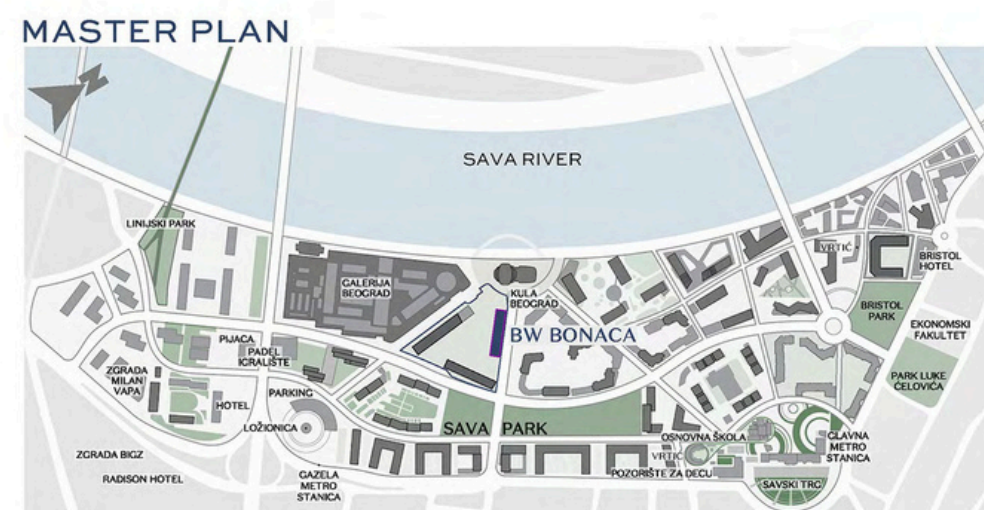 MASTER PLAN
SAVA RIVER
LINIJSKI PARK
VRTIĆ
BRISTOL
HOTEL
GALERIJA
BEOGRAD
KULA
BEOGRAD
BRISTOL
PARK
BW BONACA
EKONOMSKI
FAKULTET
PIJACA
PADEL
IGRALIŠTE
ZGRADA
MILAN
VAPA
PARK LUKE
ĆELOVIĆA
HOTEL
PARKING
LOŽIONICA
SAVA PARK
OSNOVNA ŠKOLA
GLAVNA
METRO
STANICA
VRTIĆ
ZGRADA BIGZ
POZORIŠTE ZA DECU
RADISON HOTEL
GAZELA
METRO
STANICA
SAVSKI TRG